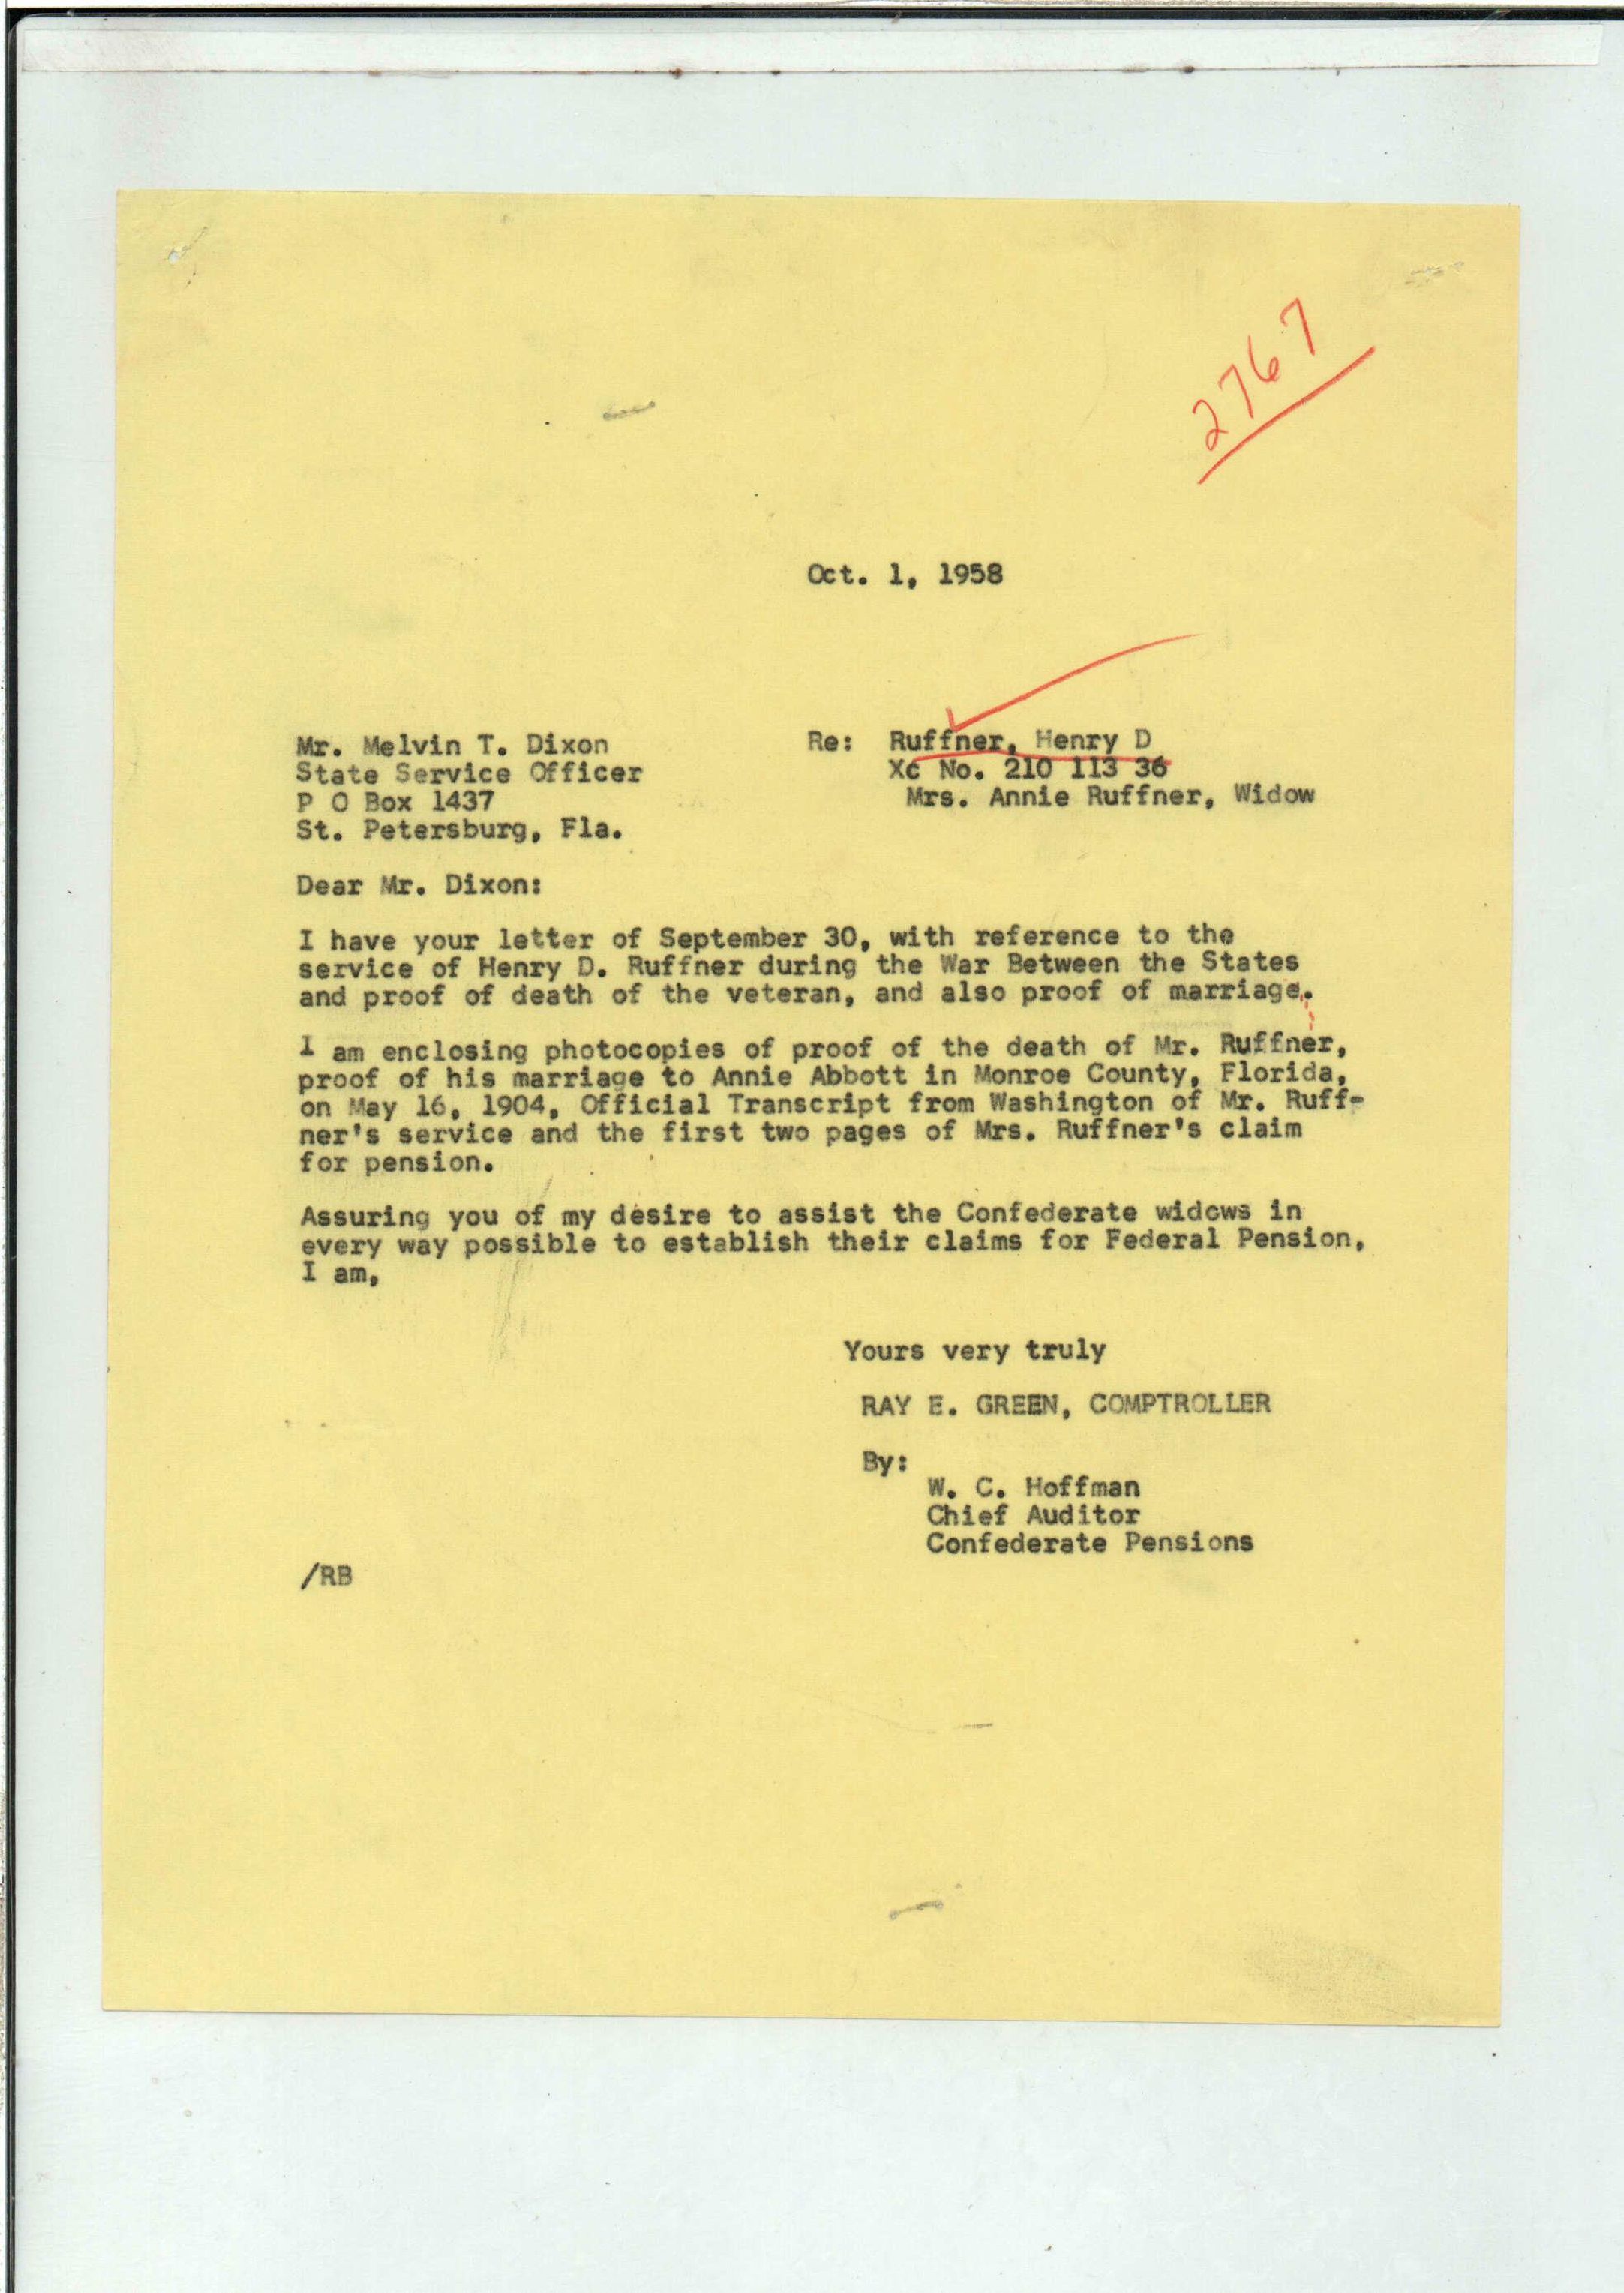 2767
Oct. 1, 1958
Mr. Melvin T. Dixon
State Service Officer
P O Box 1437
St. Petersburg, Fla.
Re: Ruffner, Henry D
Xc No. 210 113 36
Mrs. Annie Ruffner, Widow
Dear Mr. Dixon:
I have your letter of September 30, with reference to the
service of Henry D. Ruffner during the War Between the States
and proof of death of the veteran, and also proof of marriage.
I am enclosing photocopies of proof of the death of Mr. Ruffner,
proof of his marriage to Annie Abbott in Monroe County, Florida,
on May 16, 1904, Official Transcript from Washington of Mr. Ruff-
ner's service and the first two pages of Mrs. Ruffner's claim
for pension.
Assuring you of my desire to assist the Confederate widows in
every way possible to establish their claims for Federal Pension,
I am,
Yours very truly
RAY E. GREEN, COMPTROLLER
By:
W. C. Hoffman
Chief Auditor
Confederate Pensions
/RB